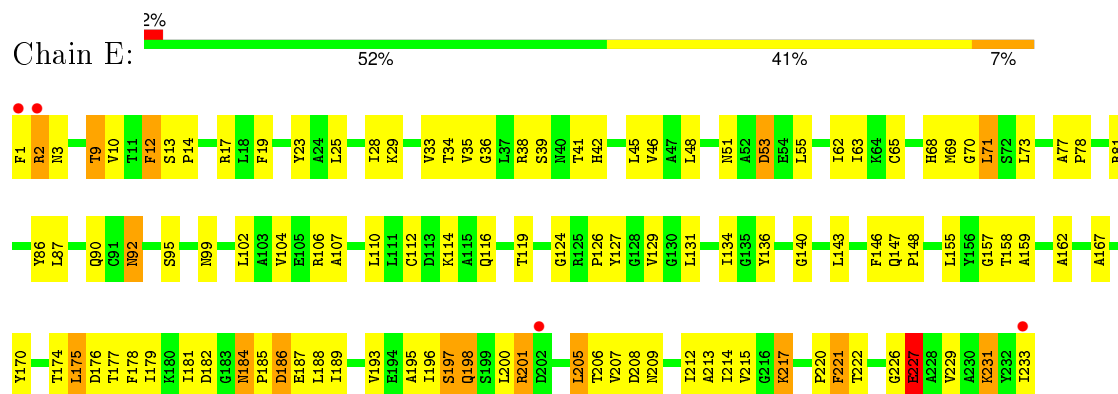 2%
Chain E:
52% 41% 7%
F1 R2 N3 T9 V10 T11 F12 S13 P14 R17 L18 F19 Y23 A24 L25 I28 K29 V33 T34 V35 G36 L37 R38 S39 N40 T41 H42 L45 V46 A47 L48 N51 A52 D53 E54 L55 I62 I63 K64 C65 H68 M69 G70 L71 S72 L73 A77 P78 R81
Y86 L87 Q90 C91 N92 S95 N99 L102 A103 V104 E105 R106 A107 L110 L111 C112 D113 K114 A115 Q116 T119 G124 R125 P126 Y127 G128 V129 G130 L131 I134 G135 Y136 G140 L143 F146 Q147 P148 L155 Y156 G157 T158 A159 A162 A167
Y170 T174 L175 D176 T177 F178 I179 K180 I181 D182 G183 N184 P185 D186 E187 L188 I189 V193 E194 A195 I196 S197 Q198 S199 L200 R201 D202 L205 T206 V207 D208 N209 I212 A213 I214 V215 G216 K217 P220 F221 T222 G226 E227 A228 V229 A230 K231 Y232 I233